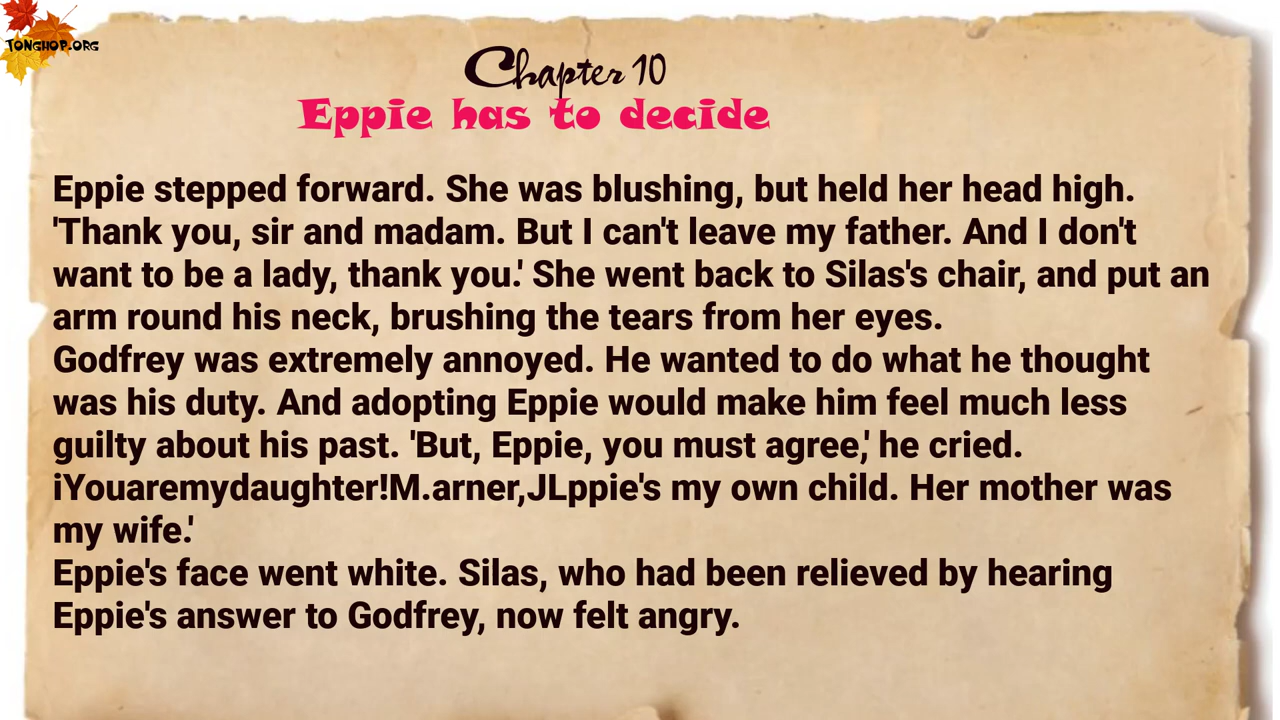 TONGHOP.ORG
Chapter 10
Eppie has to decide
Eppie stepped forward. She was blushing, but held her head high.
'Thank you, sir and madam. But I can't leave my father. And I don't
want to be a lady, thank you.' She went back to Silas's chair, and put an
arm round his neck, brushing the tears from her eyes.
Godfrey was extremely annoyed. He wanted to do what he thought
was his duty. And adopting Eppie would make him feel much less
guilty about his past. 'But, Eppie, you must agree,' he cried.
iYouaremydaughter!M.arner,JLppie's my own child. Her mother was
my wife.'
Eppie's face went white. Silas, who had been relieved by hearing
Eppie's answer to Godfrey, now felt angry.